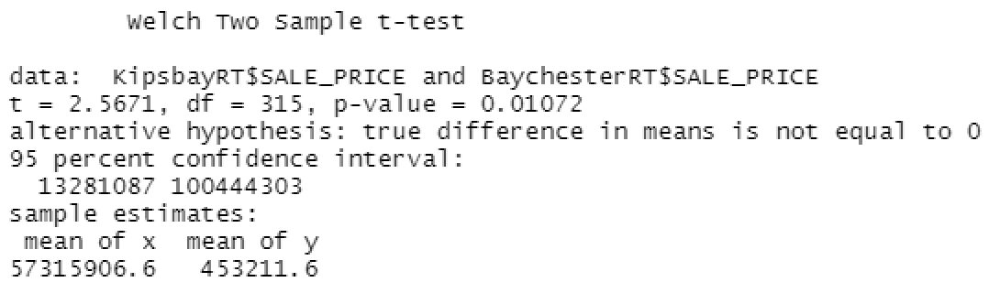 Welch Two Sample t-test
data:  KipsbayRT$SALE_PRICE and BaychesterRT$SALE_PRICE
t = 2.5671, df = 315, p-value = 0.01072
alternative hypothesis: true difference in means is not equal to 0
95 percent confidence interval:
13281087 100444303
sample estimates:
mean of x  mean of y
57315906.6   453211.6